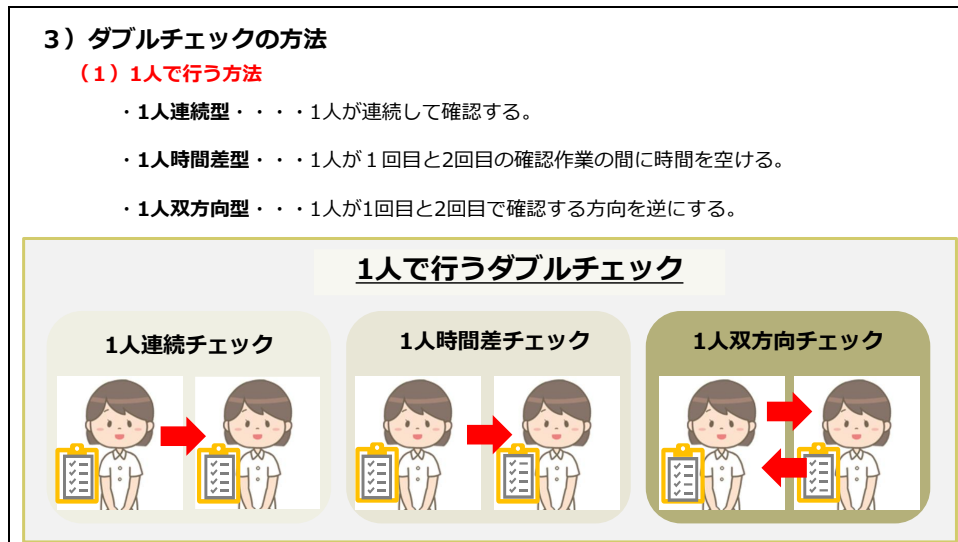 ３）ダブルチェックの方法
（１）1人で行う方法
・1人連続型・・・・1人が連続して確認する。
・1人時間差型・・・1人が１回目と2回目の確認作業の間に時間を空ける。
・1人双方向型・・・1人が1回目と2回目で確認する方向を逆にする。
1人で行うダブルチェック
1人連続チェック
1人時間差チェック
1人双方向チェック